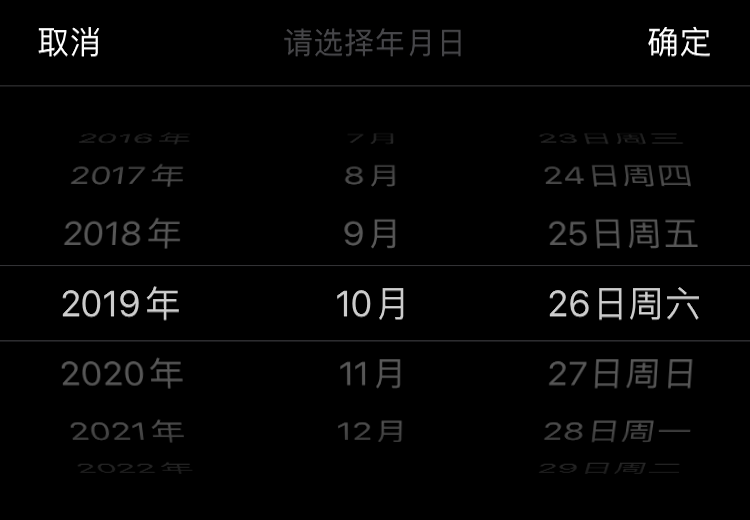 取消 请选择年月日 确定
2016年 7月 23日周三
2017年 8月 24日周四
2018年 9月 25日周五
2019年 10月 26日周六
2020年 11月 27日周日
2021年 12月 28日周一
2022年 29日周二